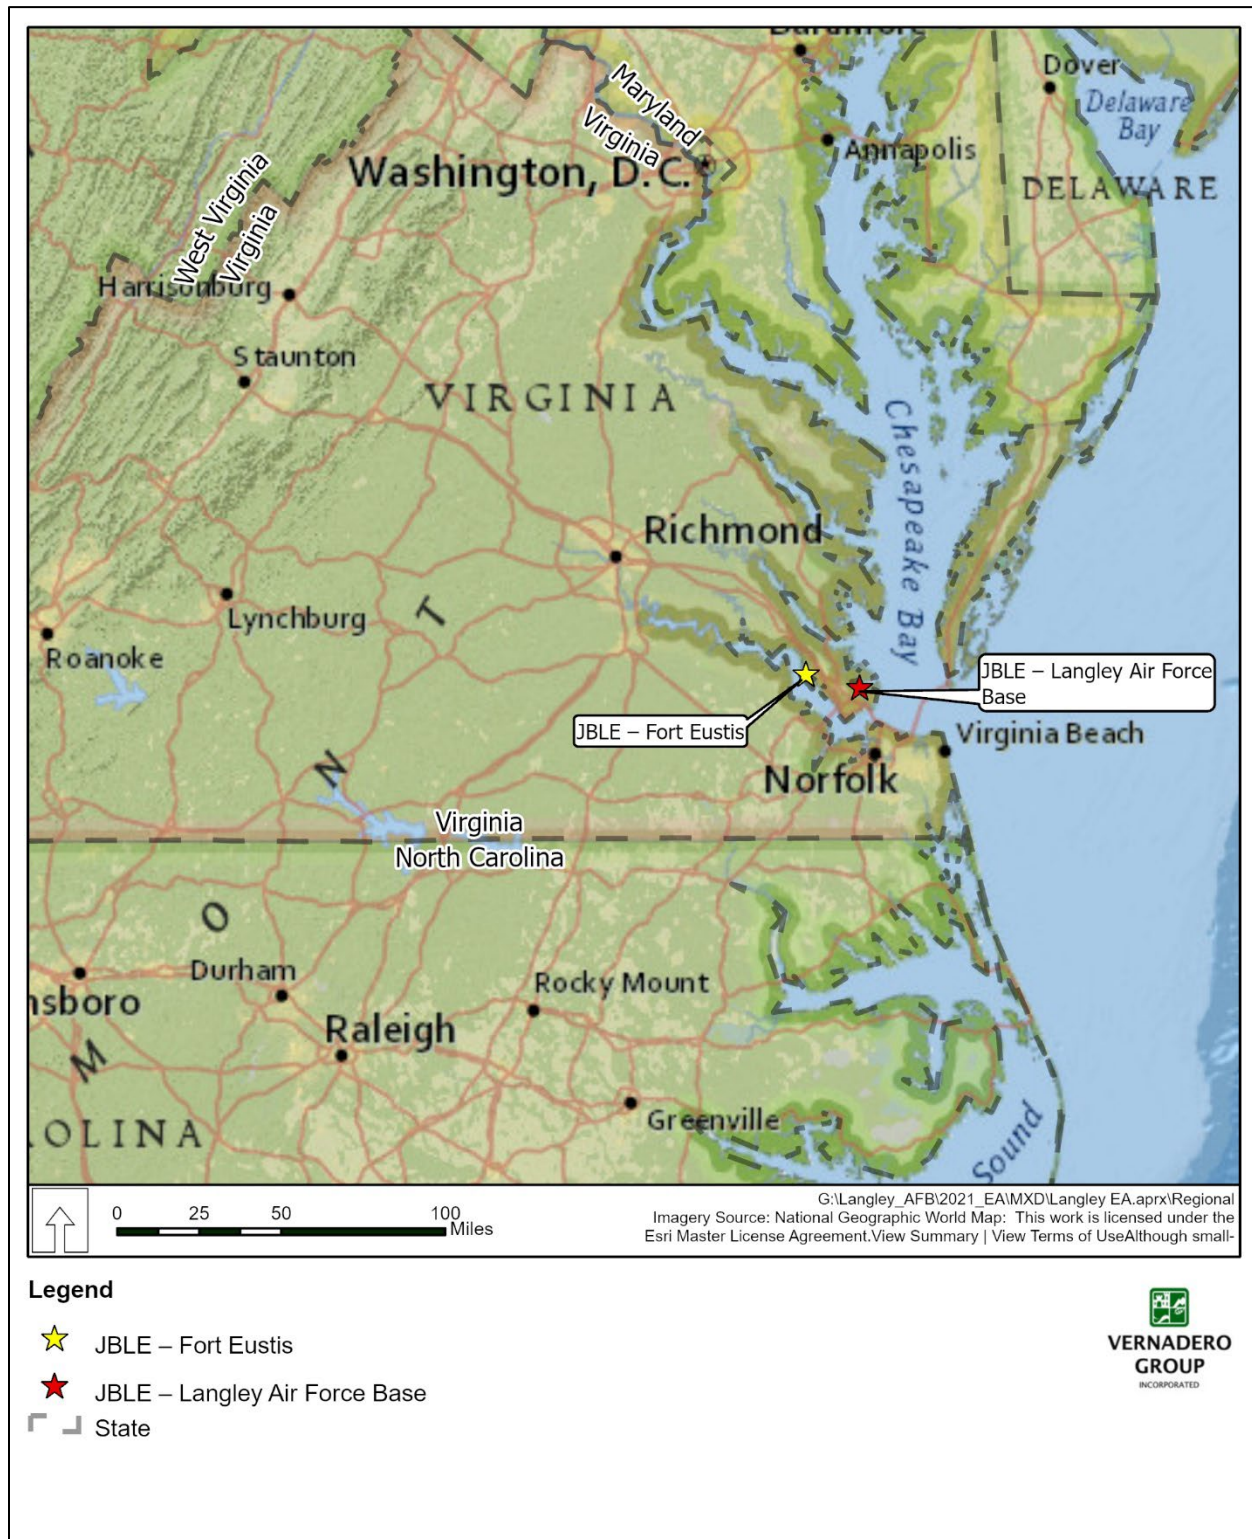 Dover
Delaware
Bay
Maryland
Virginia
Annapolis
Washington, D.C.
DELAWARE
West Virginia
Virginia
Harrisonburg
Staunton
VIRGINIA
Chesapeake Bay
Richmond
Lynchburg
T
Roanoke
JBLE – Langley Air Force
Base
JBLE – Fort Eustis
Virginia Beach
N
Norfolk
Virginia
North Carolina
O
Durham
Rocky Mount
nsboro
Raleigh
M
Greenville
OLINA
Sound
0 25 50 100
Miles
G:\Langley_AFB\2021_EA\MXD\Langley EA.aprx\Regional
Imagery Source: National Geographic World Map: This work is licensed under the
Esri Master License Agreement.View Summary | View Terms of UseAlthough small-
Legend
JBLE – Fort Eustis
JBLE – Langley Air Force Base
State
VERNADERO
GROUP
INCORPORATED